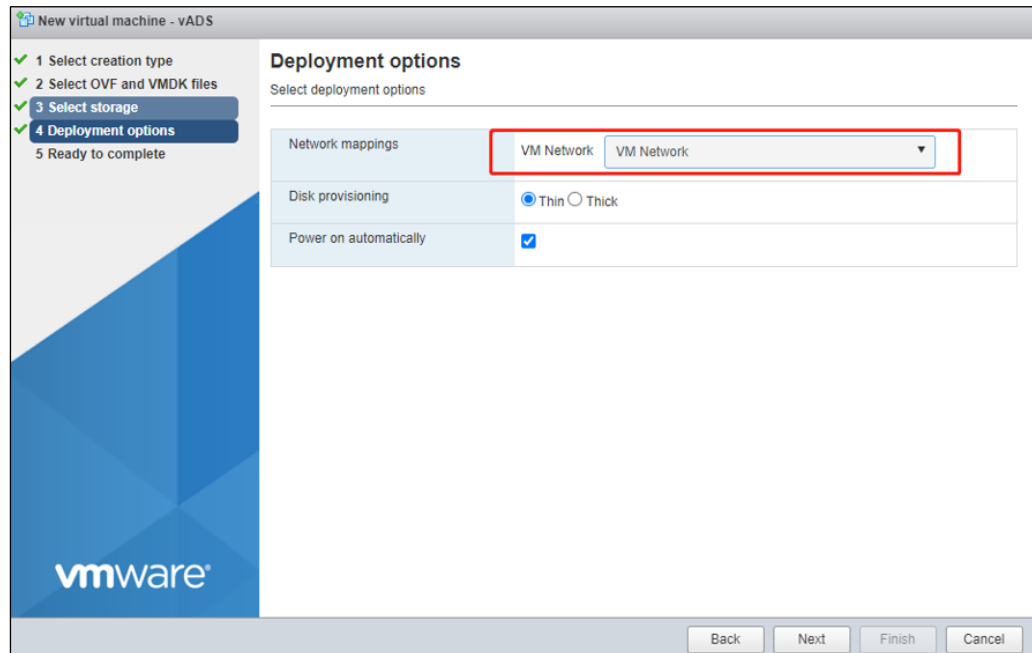 New virtual machine - vADS
1 Select creation type
2 Select OVF and VMDK files
3 Select storage
4 Deployment options
5 Ready to complete
Deployment options
Select deployment options
Network mappings
VM Network VM Network
Disk provisioning
Thin Thick
Power on automatically
vmware®
Back Next Finish Cancel